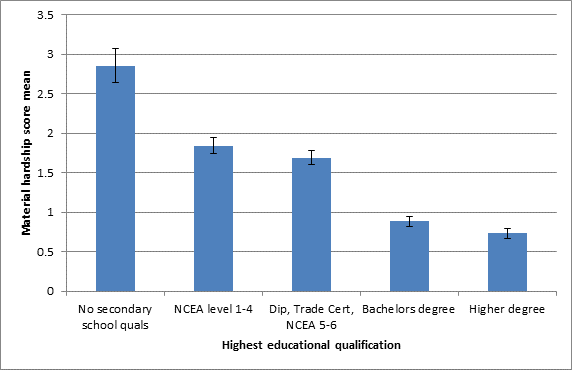 3.5
3
2.5
2
1.5
1
0.5
0
Material hardship score mean
No secondary
school quals
NCEA level 1-4
Dip, Trade Cert,
NCEA 5-6
Bachelors degree
Higher degree
Highest educational qualification